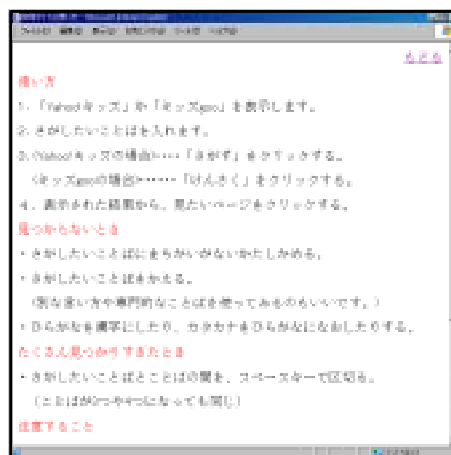 もどる
使い方
1. 「Yahoo!キッズ」か「キッズgoo」を表示します。
2. さがしたいことばを入れます。
3. <Yahoo!キッズの場合>…「さがす」をクリックする。
<キッズgooの場合>……「けんさく」をクリックする。
4. 表示された結果から、見たいページをクリックする。
見つからないとき
・さがしたいことばにまちがいがないかたしかめる。
・さがしたいことばをかえる。
(別な言い方や専門的なことばを使ってみるのもいいです。)
・ひらがなを漢字にしたり、カタカナをひらがなになおしたりする。
たくさん見つかりすぎたとき
・さがしたいことばとことばの間を、スペースキーで区切る。
(ことばが3つや4つになっても同じ)
注意すること